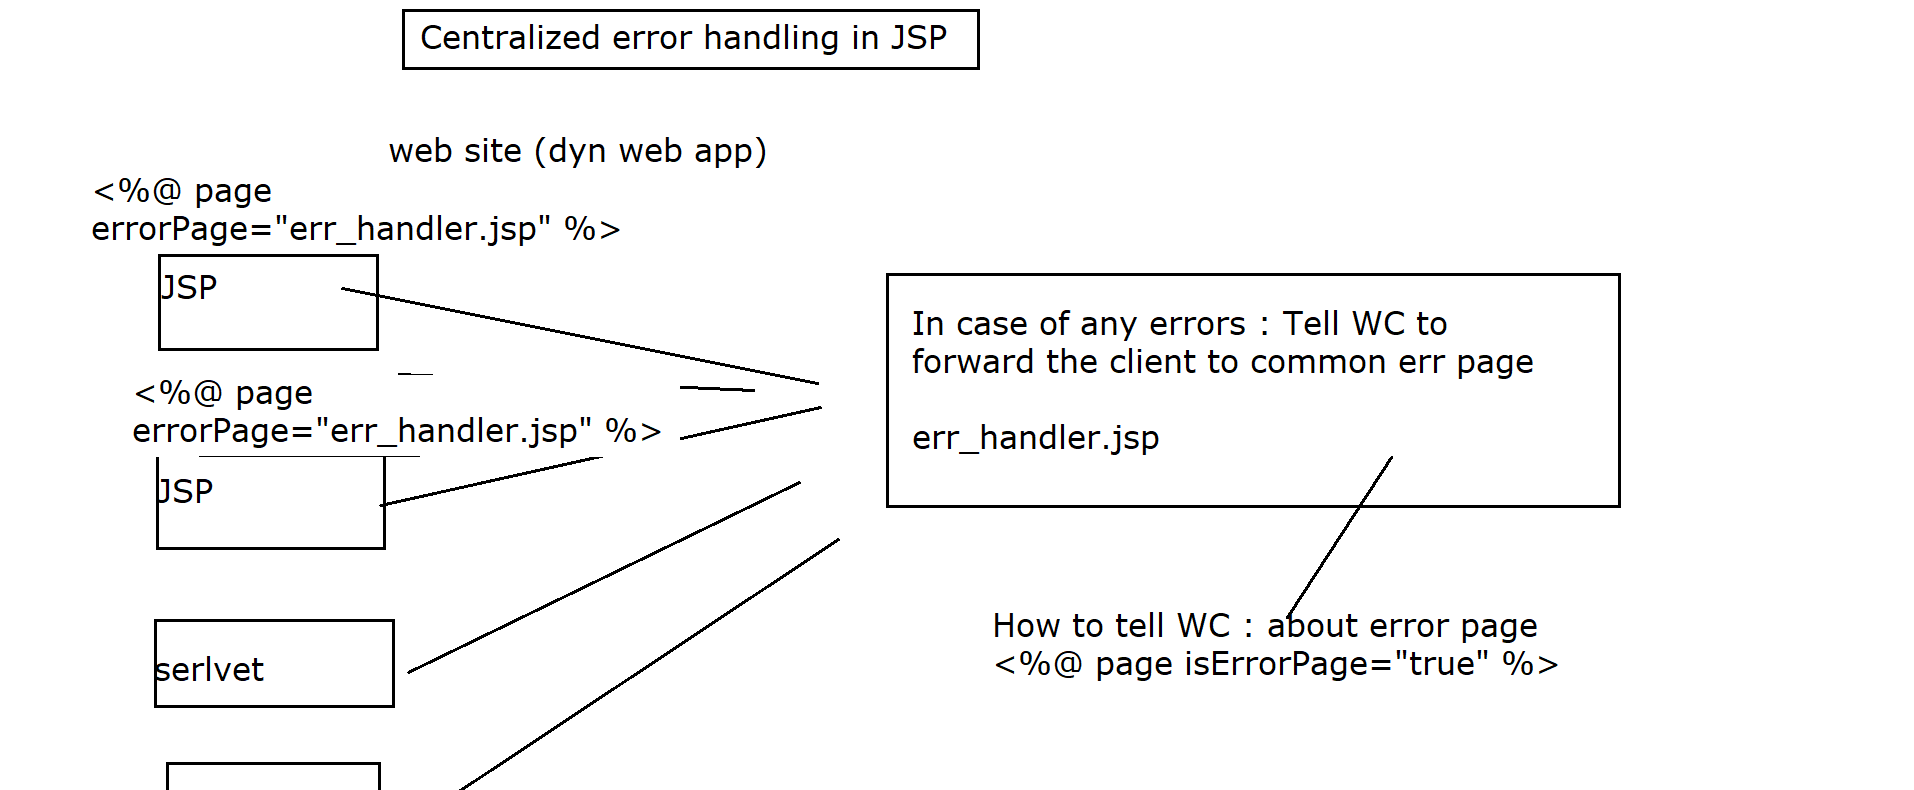 Centralized error handling in JSP
web site (dyn web app)
<%@ page
errorPage="err_handler.jsp" %>
JSP
<%@ page
errorPage="err_handler.jsp" %>
JSP
serlvet
In case of any errors : Tell WC to
forward the client to common err page
err_handler.jsp
How to tell WC : about error page
<%@ page isErrorPage="true" %>